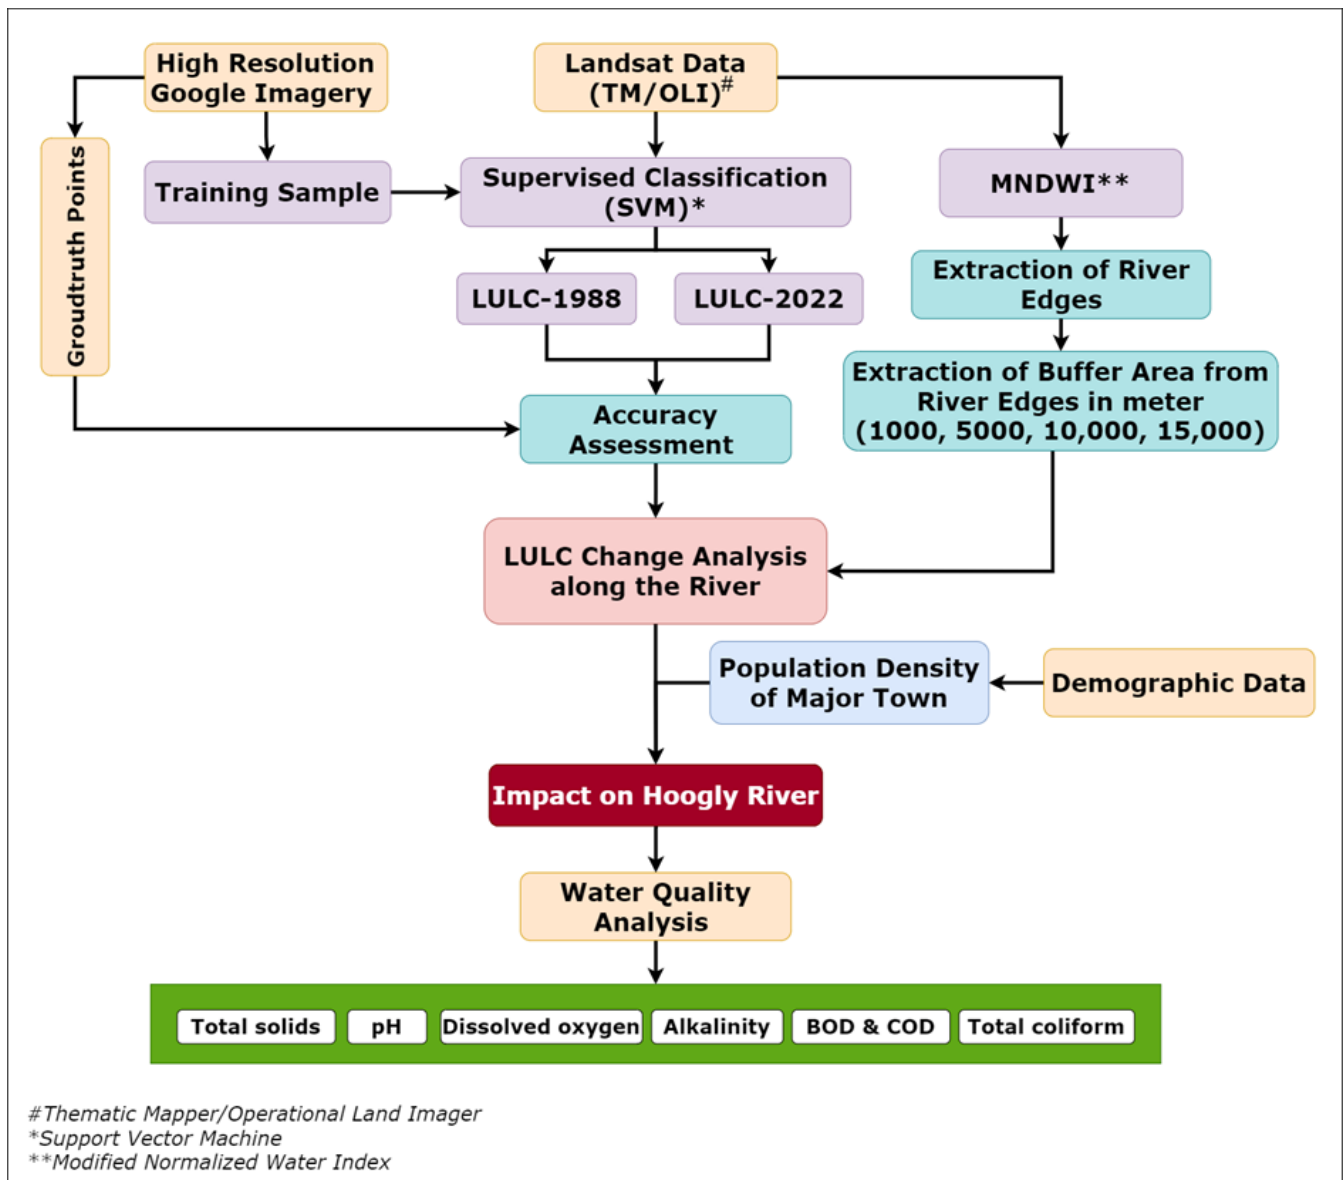 High Resolution
Google Imagery
Landsat Data
(TM/OLI)#
Groudtruth Points
Training Sample
Supervised Classification
(SVM)*
MNDWI**
LULC-1988
LULC-2022
Extraction of River
Edges
Extraction of Buffer Area from
River Edges in meter
(1000, 5000, 10,000, 15,000)
Accuracy
Assessment
LULC Change Analysis
along the River
Population Density
of Major Town
Demographic Data
Impact on Hoogly River
Water Quality
Analysis
Total solids
pH
Dissolved oxygen
Alkalinity
BOD & COD
Total coliform
#Thematic Mapper/Operational Land Imager
*Support Vector Machine
**Modified Normalized Water Index